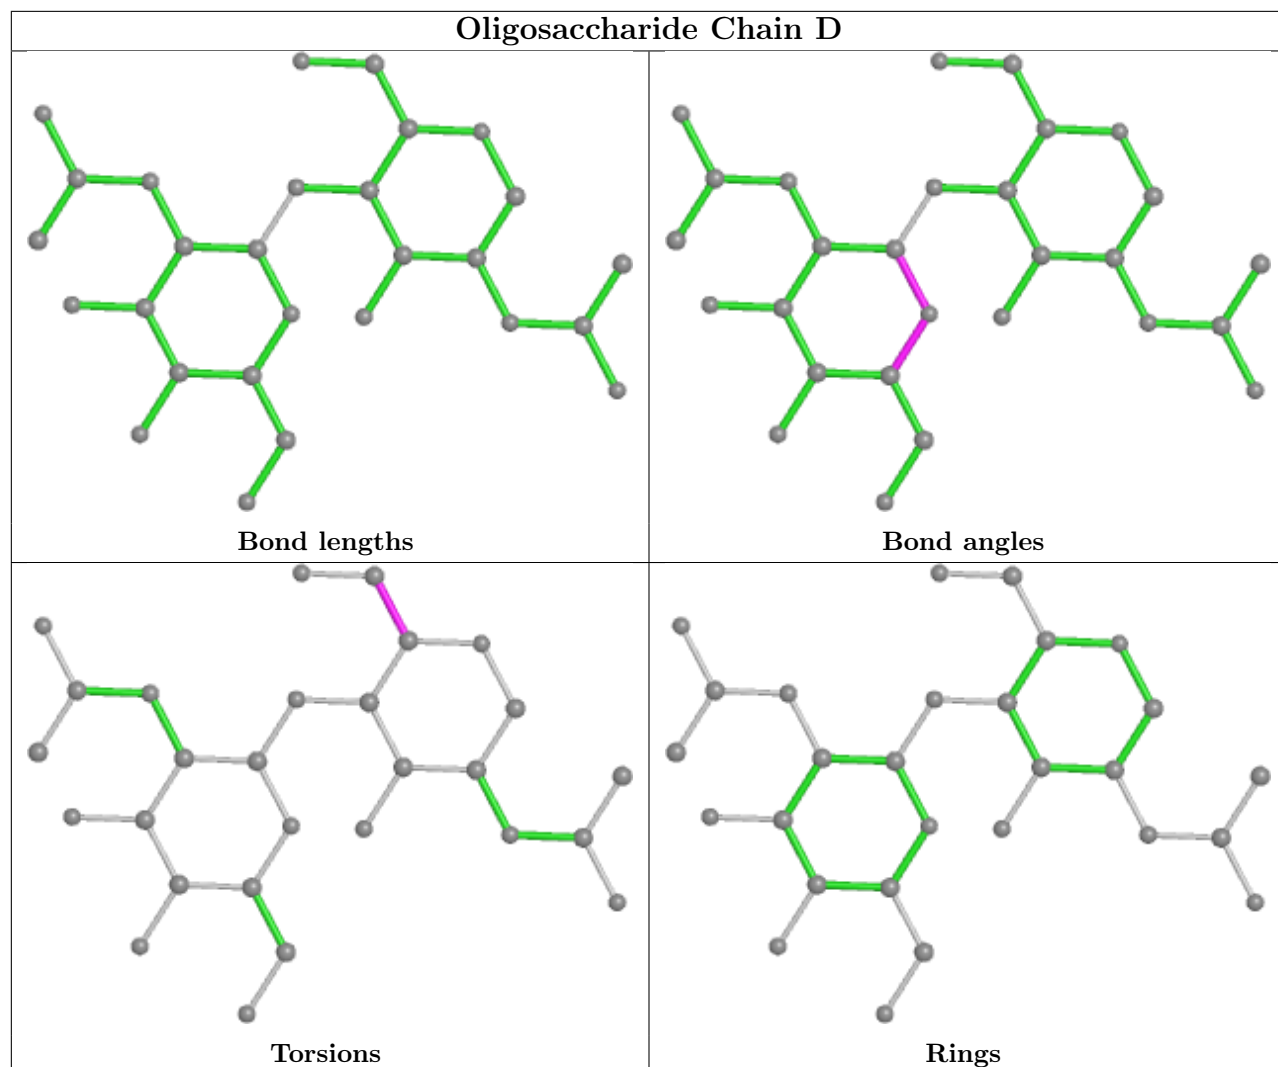 Oligosaccharide Chain D
Bond lengths
Bond angles
Torsions
Rings